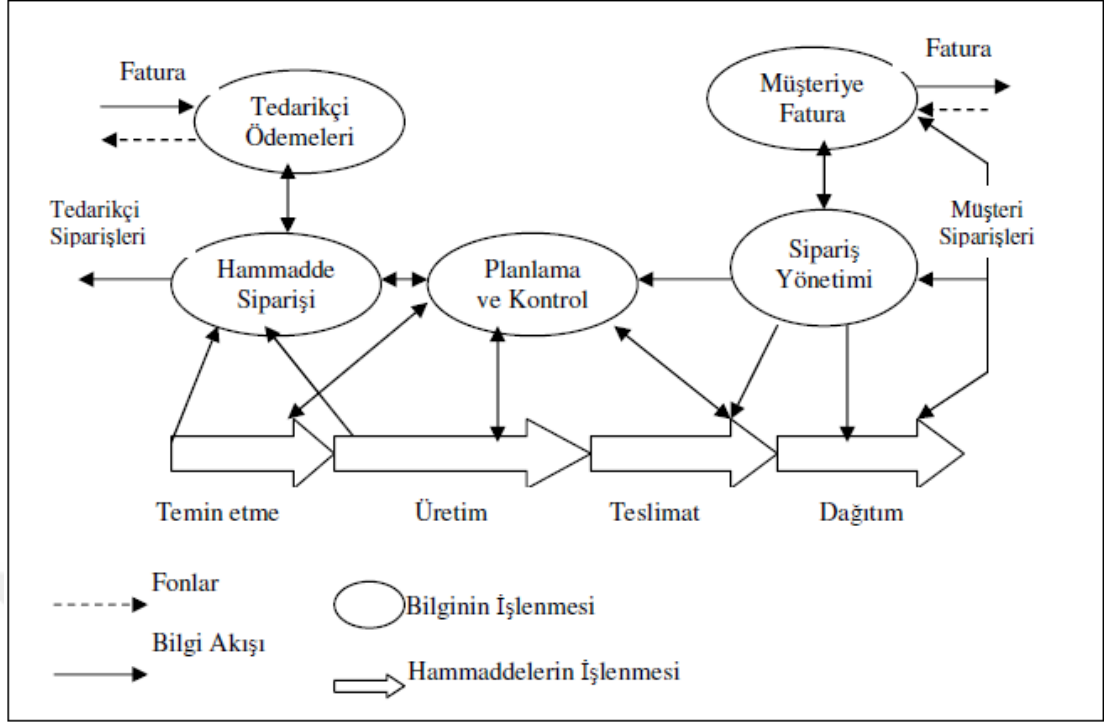 Fatura
Fatura
Tedarikçi
Ödemeleri
Müşteriye
Fatura
Tedarikçi
Siparişleri
Hammadde
Siparişi
Planlama
ve Kontrol
Sipariş
Yönetimi
Müşteri
Siparişleri
Temin etme
Üretim
Teslimat
Dağıtım
Fonlar
Bilginin İşlenmesi
Bilgi Akışı
Hammaddelerin İşlenmesi